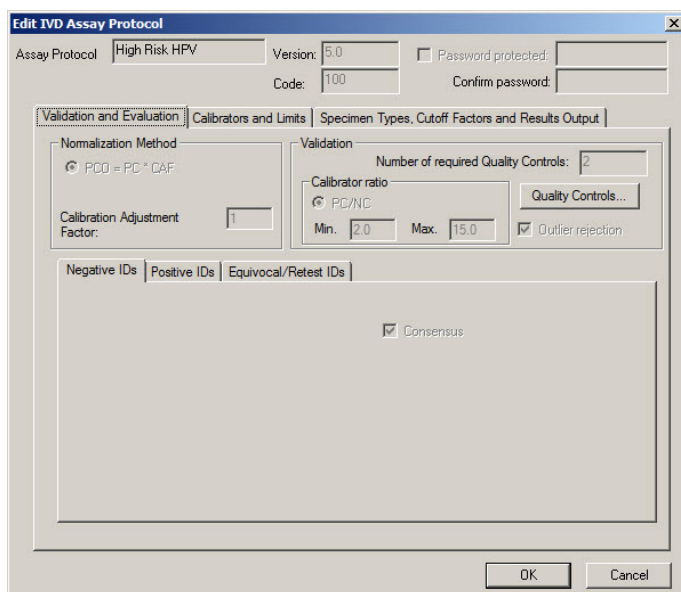 Edit IVD Assay Protocol
Assay Protocol High Risk HPV Version: 5.0 Password protected:
Code: 100 Confirm password:
Validation and Evaluation Calibrators and Limits Specimen Types, Cutoff Factors and Results Output
Normalization Method
PCO = PC * CAF
Calibration Adjustment
Factor: 1
Validation
Number of required Quality Controls: 2
Calibrator ratio
PC/NC
Min. 2.0 Max. 15.0
Quality Controls...
Outlier rejection
Negative IDs Positive IDs Equivocal/Retest IDs
Consensus
OK Cancel